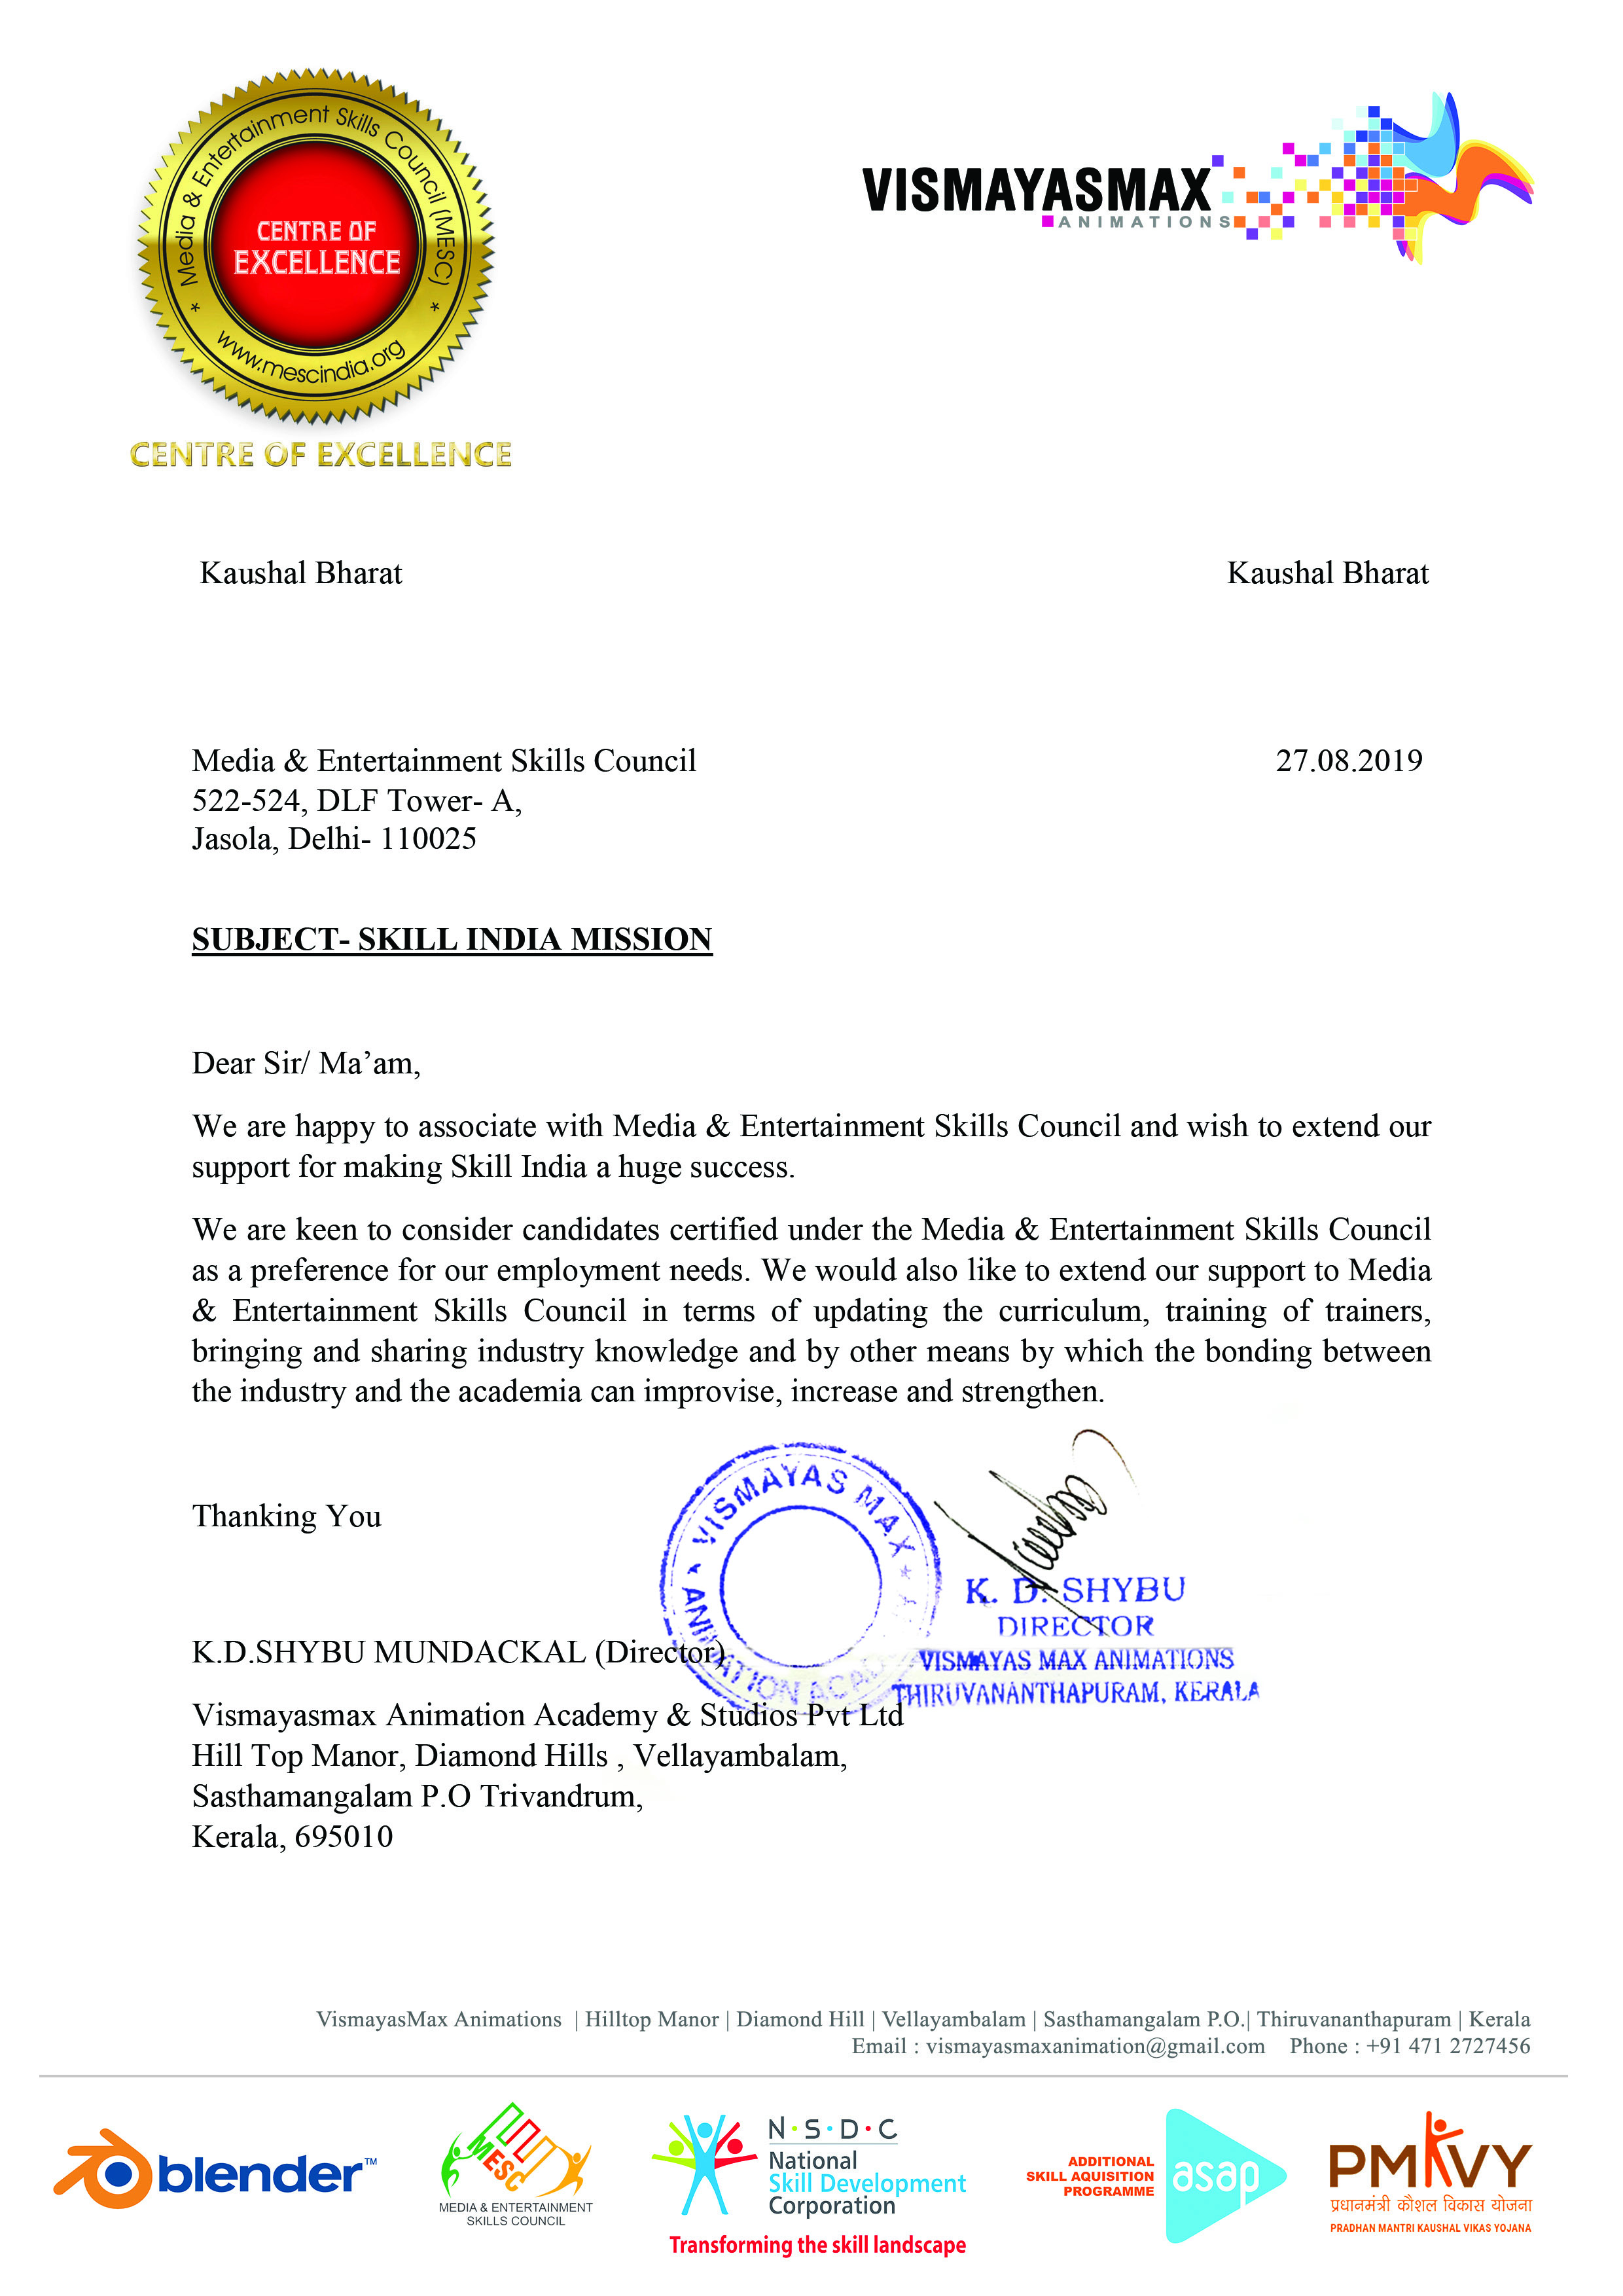 Media & Entertainment Skills Council (MESC)
CENTRE OF
EXCELLENCE
* www.mescindia.org *
CENTRE OF EXCELLENCE
VISMAYASMAX
ANIMATIONS
Kaushal Bharat Kaushal Bharat
Media & Entertainment Skills Council 27.08.2019
522-524, DLF Tower- A,
Jasola, Delhi- 110025
SUBJECT- SKILL INDIA MISSION
Dear Sir/ Ma’am,
We are happy to associate with Media & Entertainment Skills Council and wish to extend our
support for making Skill India a huge success.
We are keen to consider candidates certified under the Media & Entertainment Skills Council
as a preference for our employment needs. We would also like to extend our support to Media
& Entertainment Skills Council in terms of updating the curriculum, training of trainers,
bringing and sharing industry knowledge and by other means by which the bonding between
the industry and the academia can improvise, increase and strengthen.
Thanking You
VISMAYAS MAX
ANIMATION
K. D. SHYBU
DIRECTOR
VISMAYAS MAX ANIMATIONS
THIRUVANANTHAPURAM, KERALA
K.D.SHYBU MUNDACKAL (Director)
Vismayasmax Animation Academy & Studios Pvt Ltd
Hill Top Manor, Diamond Hills , Vellayambalam,
Sasthamangalam P.O Trivandrum,
Kerala, 695010
VismayasMax Animations | Hilltop Manor | Diamond Hill | Vellayambalam | Sasthamangalam P.O.| Thiruvananthapuram | Kerala
Email : vismayasmaxanimation@gmail.com Phone : +91 471 2727456
blender™
MESC
MEDIA & ENTERTAINMENT
SKILLS COUNCIL
N·S·D·C
National
Skill Development
Corporation
Transforming the skill landscape
ADDITIONAL
SKILL AQUISITION
PROGRAMME
asap
PMKVY
प्रधानमंत्री कौशल विकास योजना
PRADHAN MANTRI KAUSHAL VIKAS YOJANA